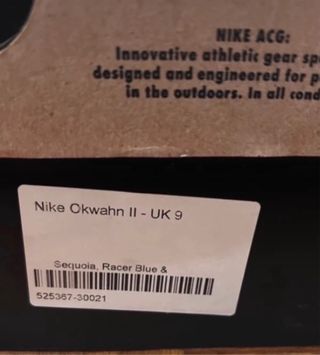 NIKE ACG:
Innovative athletic gear
designed and engineered for
in the outdoors. In all
Nike Okwahn II - UK 9
Sequoia, Racer Blue &
525367-30021